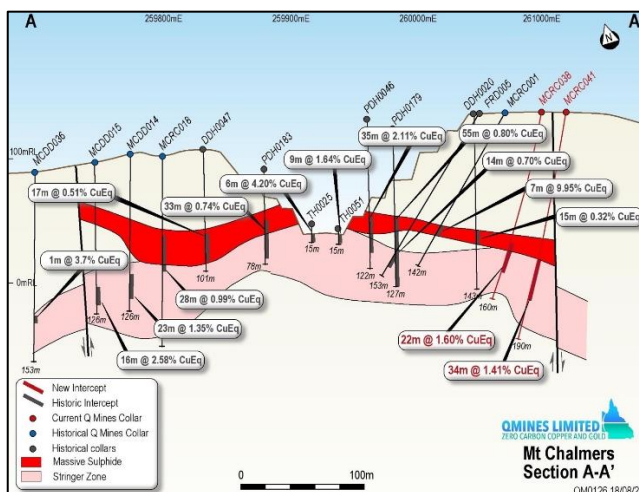 A
A'
259800mE
259900mE
260000mE
261000mE
MCDD036
MCDD015
MCDD014
MCRC018
DDH0047
PDH0183
PDH0046
PDH0179
DDH0020
FRD005
MCRC001
MCRC038
MCRC041
100mRL
0mRL
17m @ 0.51% CuEq
33m @ 0.74% CuEq
6m @ 4.20% CuEq
9m @ 1.64% CuEq
35m @ 2.11% CuEq
55m @ 0.80% CuEq
14m @ 0.70% CuEq
7m @ 9.95% CuEq
15m @ 0.32% CuEq
TH0025
TH0051
15m
15m
1m @ 3.7% CuEq
28m @ 0.99% CuEq
23m @ 1.35% CuEq
16m @ 2.58% CuEq
22m @ 1.60% CuEq
34m @ 1.41% CuEq
153m
126m
126m
101m
78m
122m
153m
127m
142m
160m
190m
New Intercept
Historic Intercept
Current Q Mines Collar
Historical Q Mines Collar
Historical collars
Massive Sulphide
Stringer Zone
0
100m
QMINES LIMITED
ZERO CARBON COPPER AND GOLD
Mt Chalmers
Section A-A'